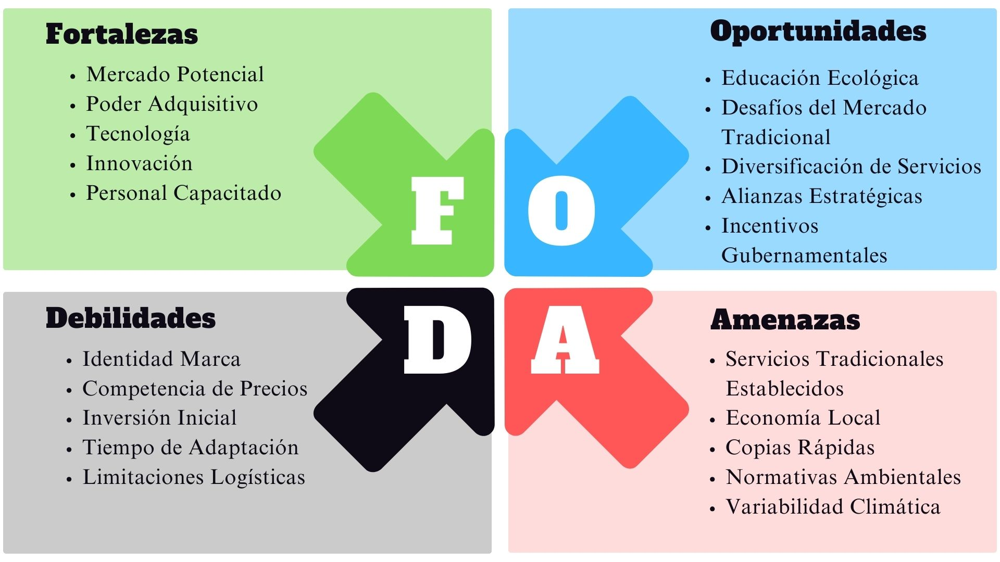 Fortalezas
Mercado Potencial
Poder Adquisitivo
Tecnología
Innovación
Personal Capacitado
F
Oportunidades
Educación Ecológica
Desafíos del Mercado
Tradicional
Diversificación de Servicios
Alianzas Estratégicas
Incentivos
Gubernamentales
O
Debilidades
Identidad Marca
Competencia de Precios
Inversión Inicial
Tiempo de Adaptación
Limitaciones Logísticas
D
Amenazas
Servicios Tradicionales
Establecidos
Economía Local
Copias Rápidas
Normativas Ambientales
Variabilidad Climática
A